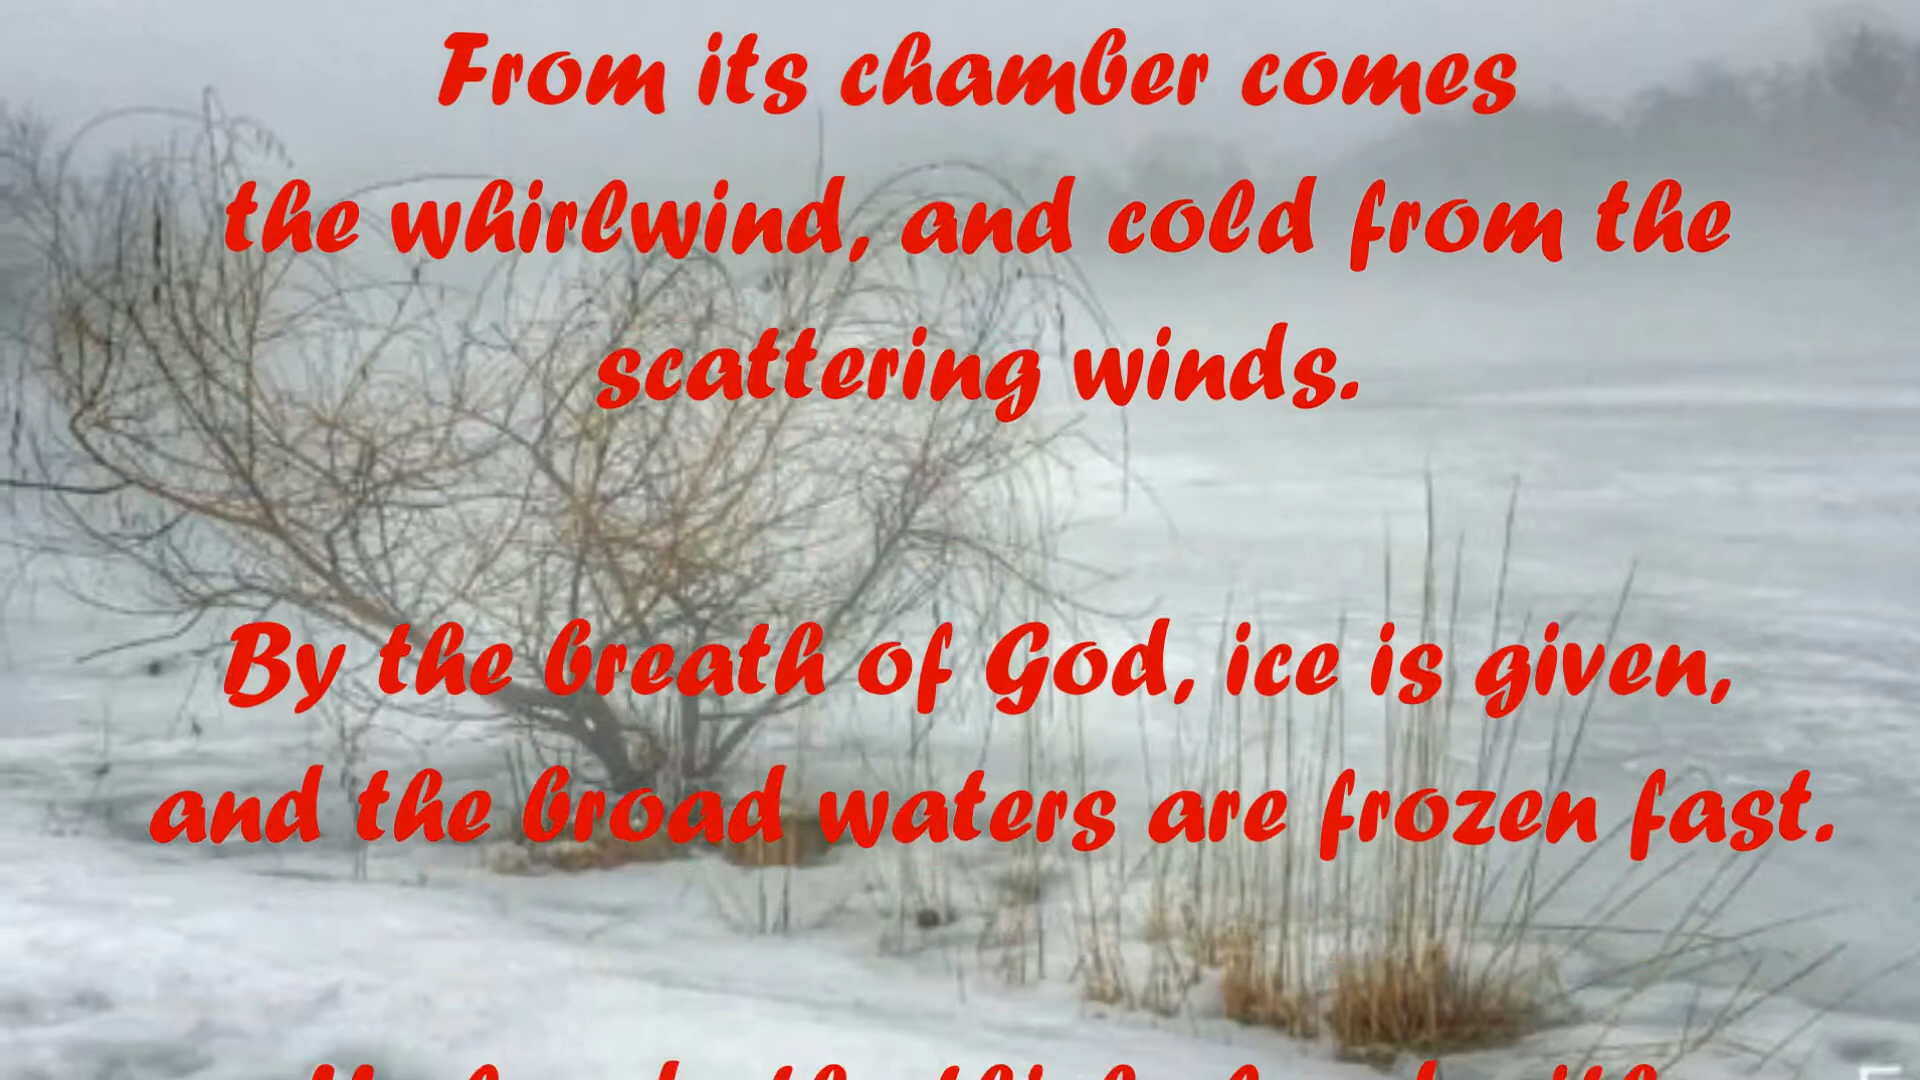 From its chamber comes
the whirlwind, and cold from the
scattering winds.
By the breath of God, ice is given,
and the broad waters are frozen fast.